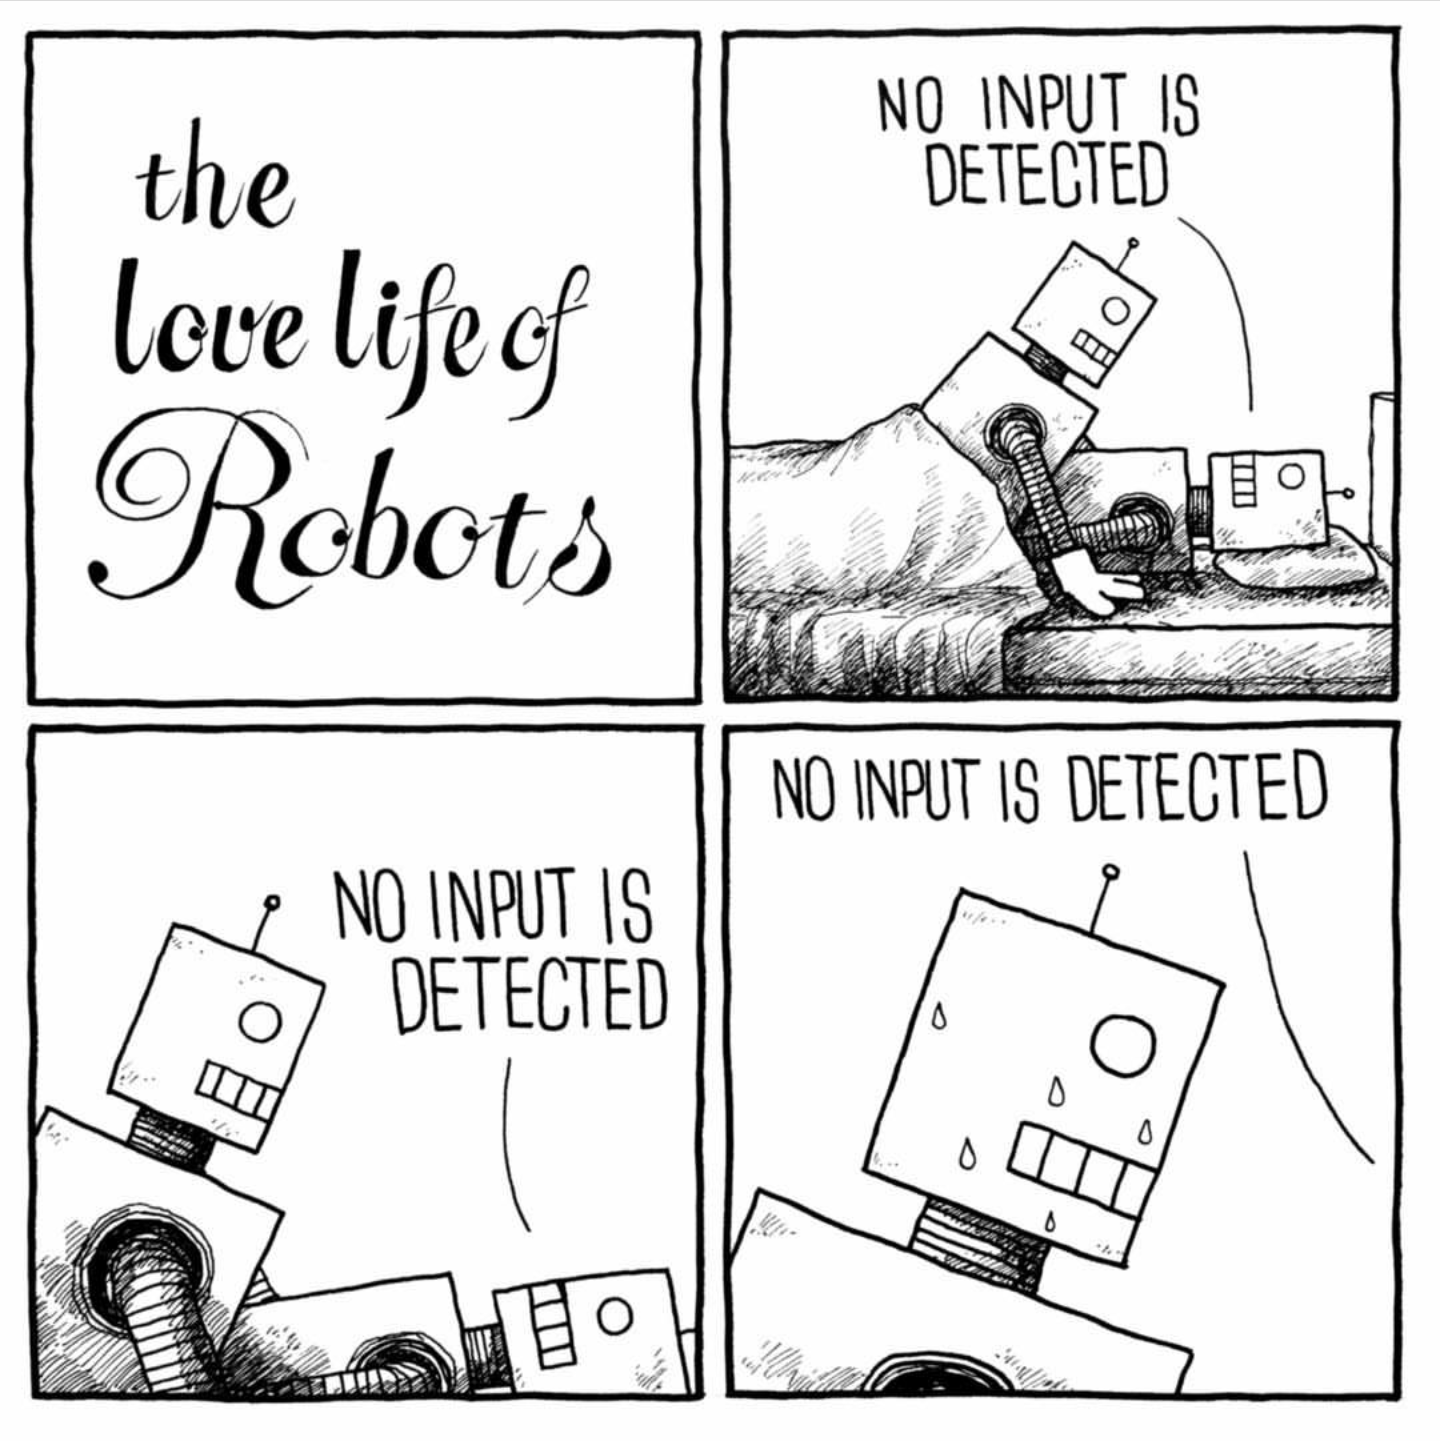 the
love life of
Robots
NO INPUT IS
DETECTED
NO INPUT IS
DETECTED
NO INPUT IS DETECTED